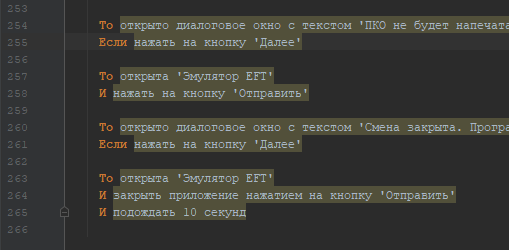 253
254 То открыто диалоговое окно с текстом 'ПКО не будет напечата
255 Если нажать на кнопку 'Далее'
256
257 То открыта 'Эмулятор EFT'
258 И нажать на кнопку 'Отправить'
259
260 То открыто диалоговое окно с текстом 'Смена закрыта. Програ
261 Если нажать на кнопку 'Далее'
262
263 То открыта 'Эмулятор EFT'
264 И закрыть приложение нажатием на кнопку 'Отправить'
265 И подождать 10 секунд
266